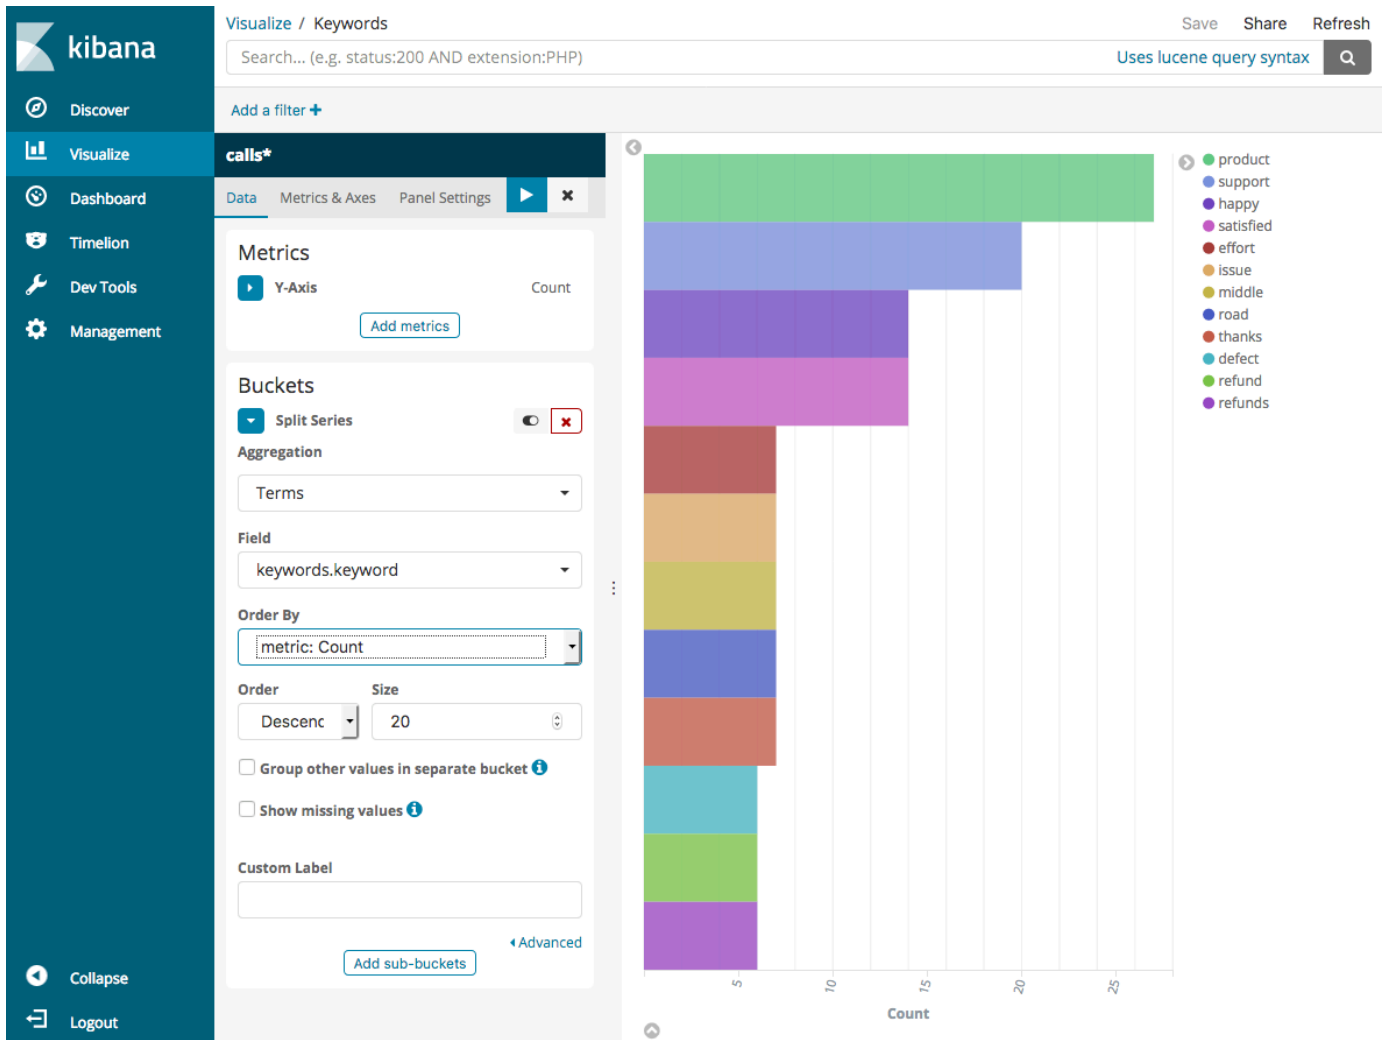 kibana
Discover
Visualize
Dashboard
Timelion
Dev Tools
Management
Collapse
Logout
Visualize / Keywords
Save Share Refresh
Search... (e.g. status:200 AND extension:PHP) Uses lucene query syntax
Add a filter +
calls*
Data Metrics & Axes Panel Settings
Metrics
Y-Axis Count
Add metrics
Buckets
Split Series
Aggregation
Terms
Field
keywords.keyword
Order By
metric: Count
Order Size
Descenc 20
Group other values in separate bucket
Show missing values
Custom Label
Advanced
Add sub-buckets
5 10 15 20 25
Count
product
support
happy
satisfied
effort
issue
middle
road
thanks
defect
refund
refunds